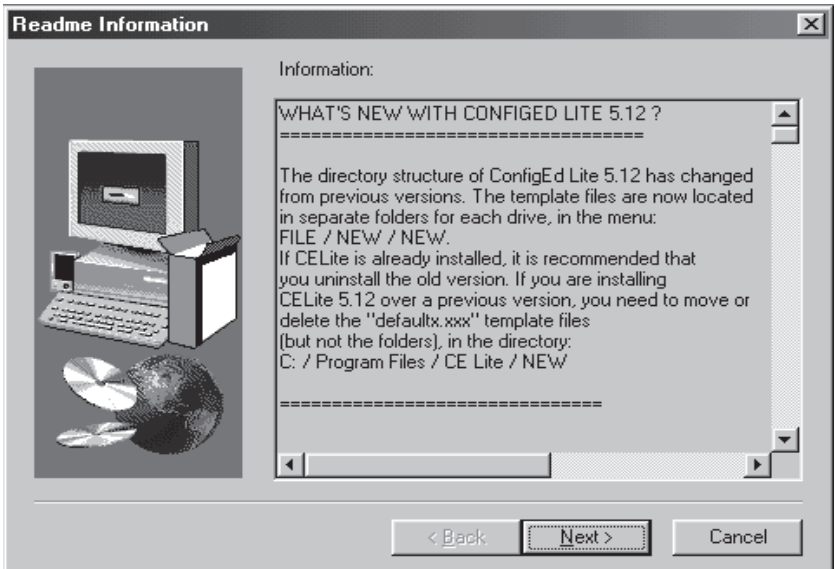 Readme Information
Information:
WHAT'S NEW WITH CONFIGED LITE 5.12 ?
===================================
The directory structure of ConfigEd Lite 5.12 has changed
from previous versions. The template files are now located
in separate folders for each drive, in the menu:
FILE / NEW / NEW.
If CELite is already installed, it is recommended that
you uninstall the old version. If you are installing
CELite 5.12 over a previous version, you need to move or
delete the "defaultx.xxx" template files
(but not the folders), in the directory:
C: / Program Files / CE Lite / NEW
===============================
< Back
Next >
Cancel